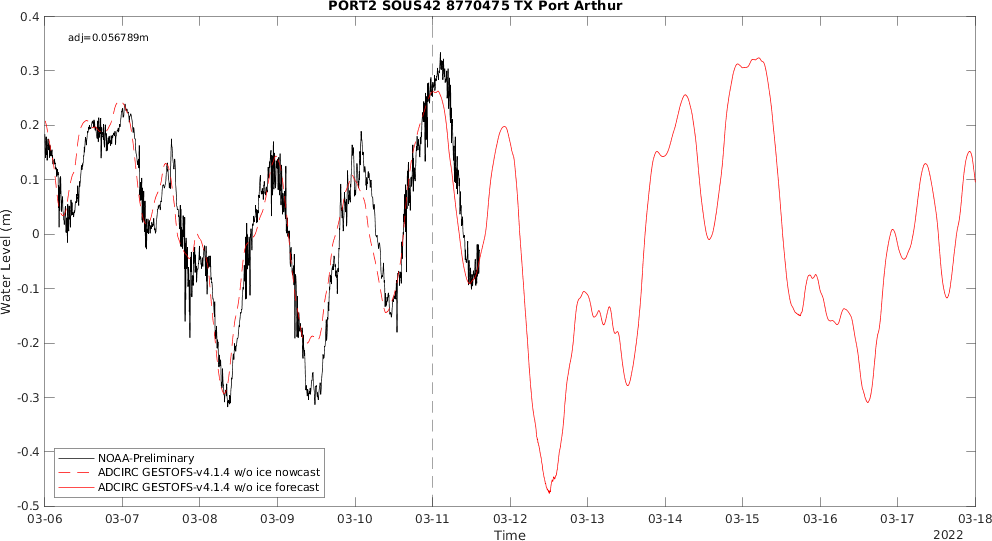 PORT2 SOUS42 8770475 TX Port Arthur
0.4
adj=0.056789m
0.3
0.2
0.1
0
-0.1
-0.2
-0.3
-0.4
-0.5
Water Level (m)
NOAA-Preliminary
ADCIRC GESTOFS-v4.1.4 w/o ice nowcast
ADCIRC GESTOFS-v4.1.4 w/o ice forecast
03-06 03-07 03-08 03-09 03-10 03-11 03-12 03-13 03-14 03-15 03-16 03-17 03-18
Time
2022